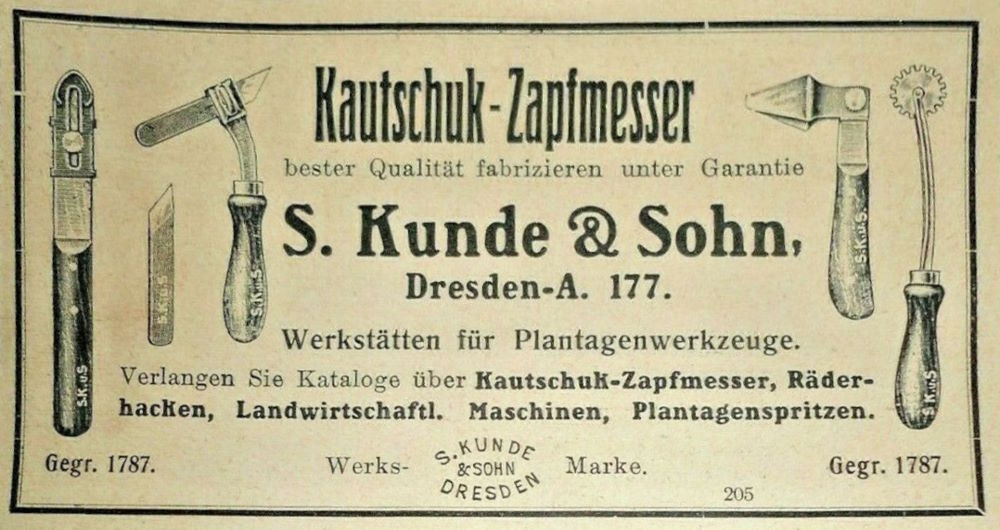 Kautschuk-Zapfmesser
bester Qualität fabrizieren unter Garantie
S. Kunde & Sohn,
Dresden-A. 177.
Werkstätten für Plantagenwerkzeuge.
Verlangen Sie Kataloge über Kautschuk-Zapfmesser, Räder-
hacken, Landwirtschaftl. Maschinen, Plantagenspritzen.
Gegr. 1787.
Werks-
S. KUNDE
& SOHN
DRESDEN
Marke.
Gegr. 1787.
205
S.K.u.S
S.K.u.S
S.K.u.S
S.K.u.S.
S.K.u.S